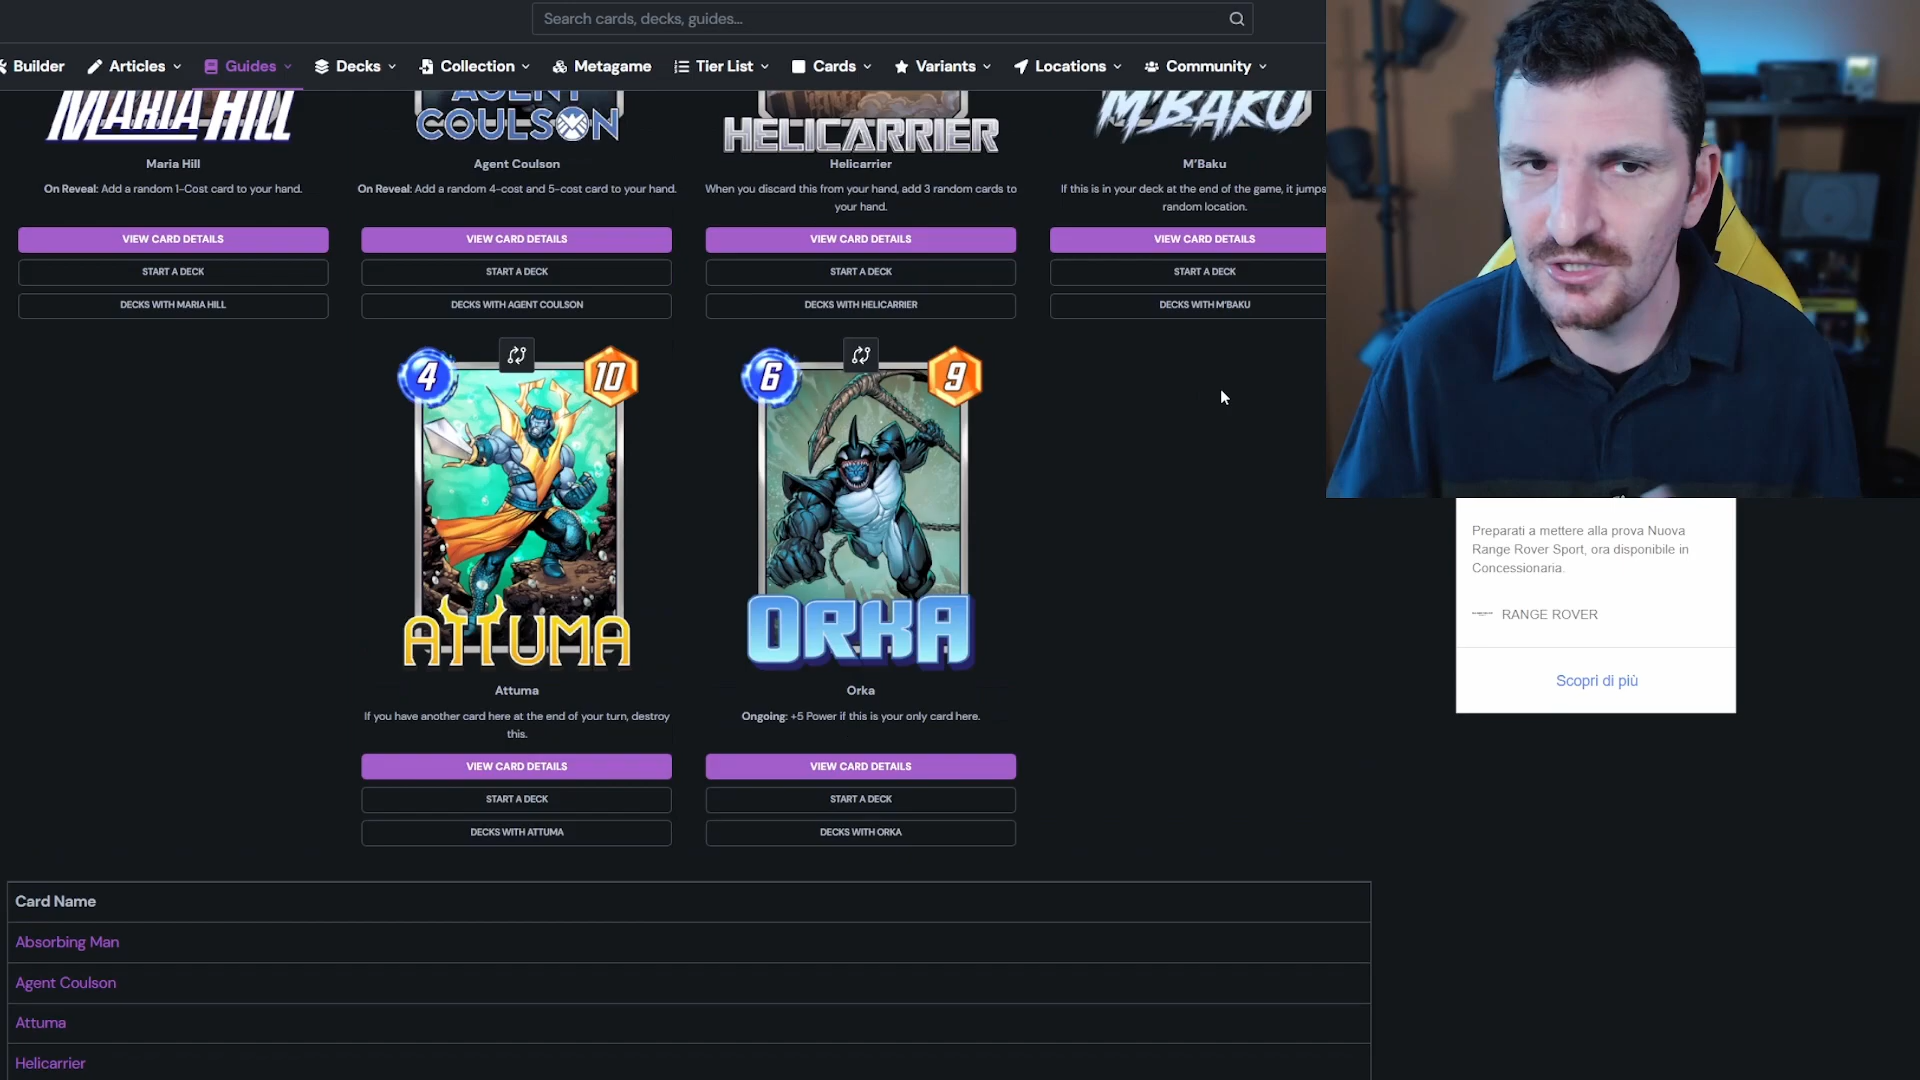 Search cards, decks, guides...
Builder
Articles
Guides
Decks
Collection
Metagame
Tier List
Cards
Variants
Locations
Community
MARIA HILL
AGENT
COULSON
HELICARRIER
M'BAKU
Maria Hill
On Reveal: Add a random 1-Cost card to your hand.
VIEW CARD DETAILS
START A DECK
DECKS WITH MARIA HILL
Agent Coulson
On Reveal: Add a random 4-cost and 5-cost card to your hand.
VIEW CARD DETAILS
START A DECK
DECKS WITH AGENT COULSON
Helicarrier
When you discard this from your hand, add 3 random cards to
your hand.
VIEW CARD DETAILS
START A DECK
DECKS WITH HELICARRIER
M'Baku
If this is in your deck at the end of the game, it jumps
random location.
VIEW CARD DETAILS
START A DECK
DECKS WITH M'BAKU
4
10
ATTUMA
Attuma
If you have another card here at the end of your turn, destroy
this.
VIEW CARD DETAILS
START A DECK
DECKS WITH ATTUMA
6
9
ORKA
Orka
Ongoing: +5 Power if this is your only card here.
VIEW CARD DETAILS
START A DECK
DECKS WITH ORKA
Preparati a mettere alla prova Nuova
Range Rover Sport, ora disponibile in
Concessionaria.
RANGE ROVER
Scopri di più
Card Name
Absorbing Man
Agent Coulson
Attuma
Helicarrier